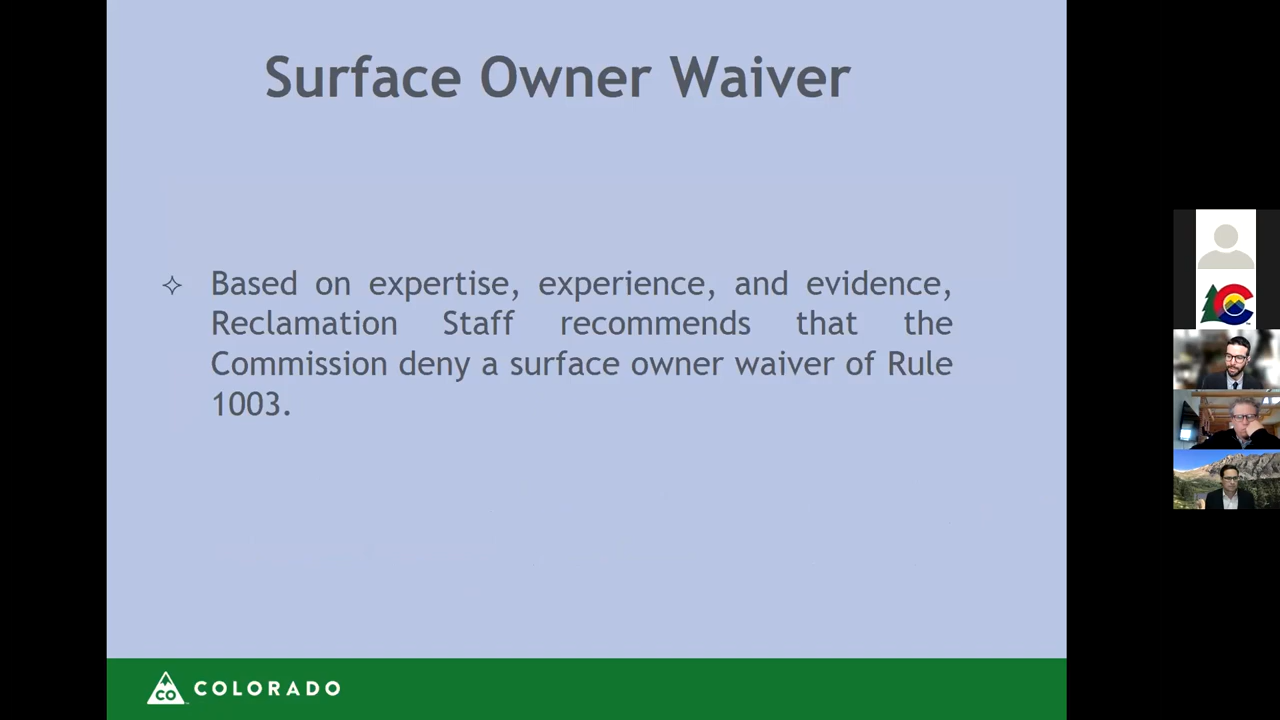 Surface Owner Waiver
Based on expertise, experience, and evidence,
Reclamation Staff recommends that the
Commission deny a surface owner waiver of Rule
1003.
CO COLORADO